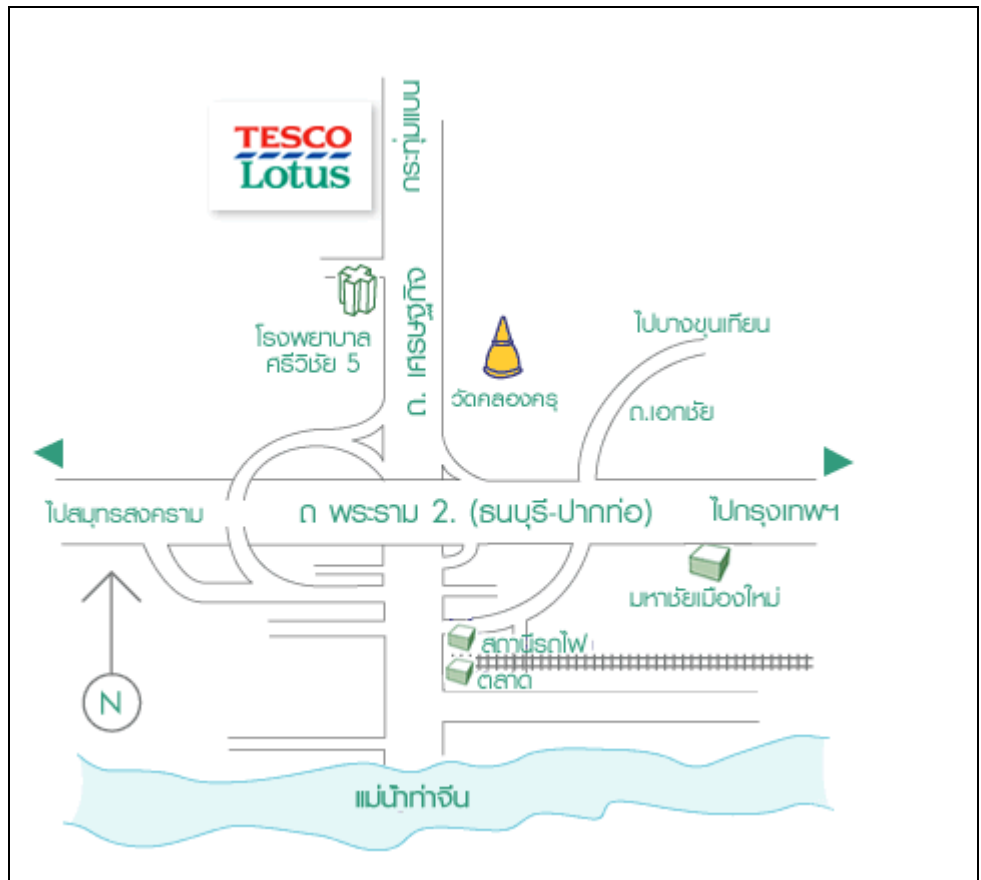 กระทุ่มแบน
TESCO
Lotus
ถ. เศรษฐกิจ
โรงพยาบาล
ศรีวิชัย 5
วัดคลองครุ
ไปบางขุนเทียน
ถ.เอกชัย
ไปสมุทรสงคราม
ถ พระราม 2. (ธนบุรี-ปากท่อ)
ไปกรุงเทพฯ
มหาชัยเมืองใหม่
สถานีรถไฟ
ตลาด
N
แม่น้ำท่าจีน